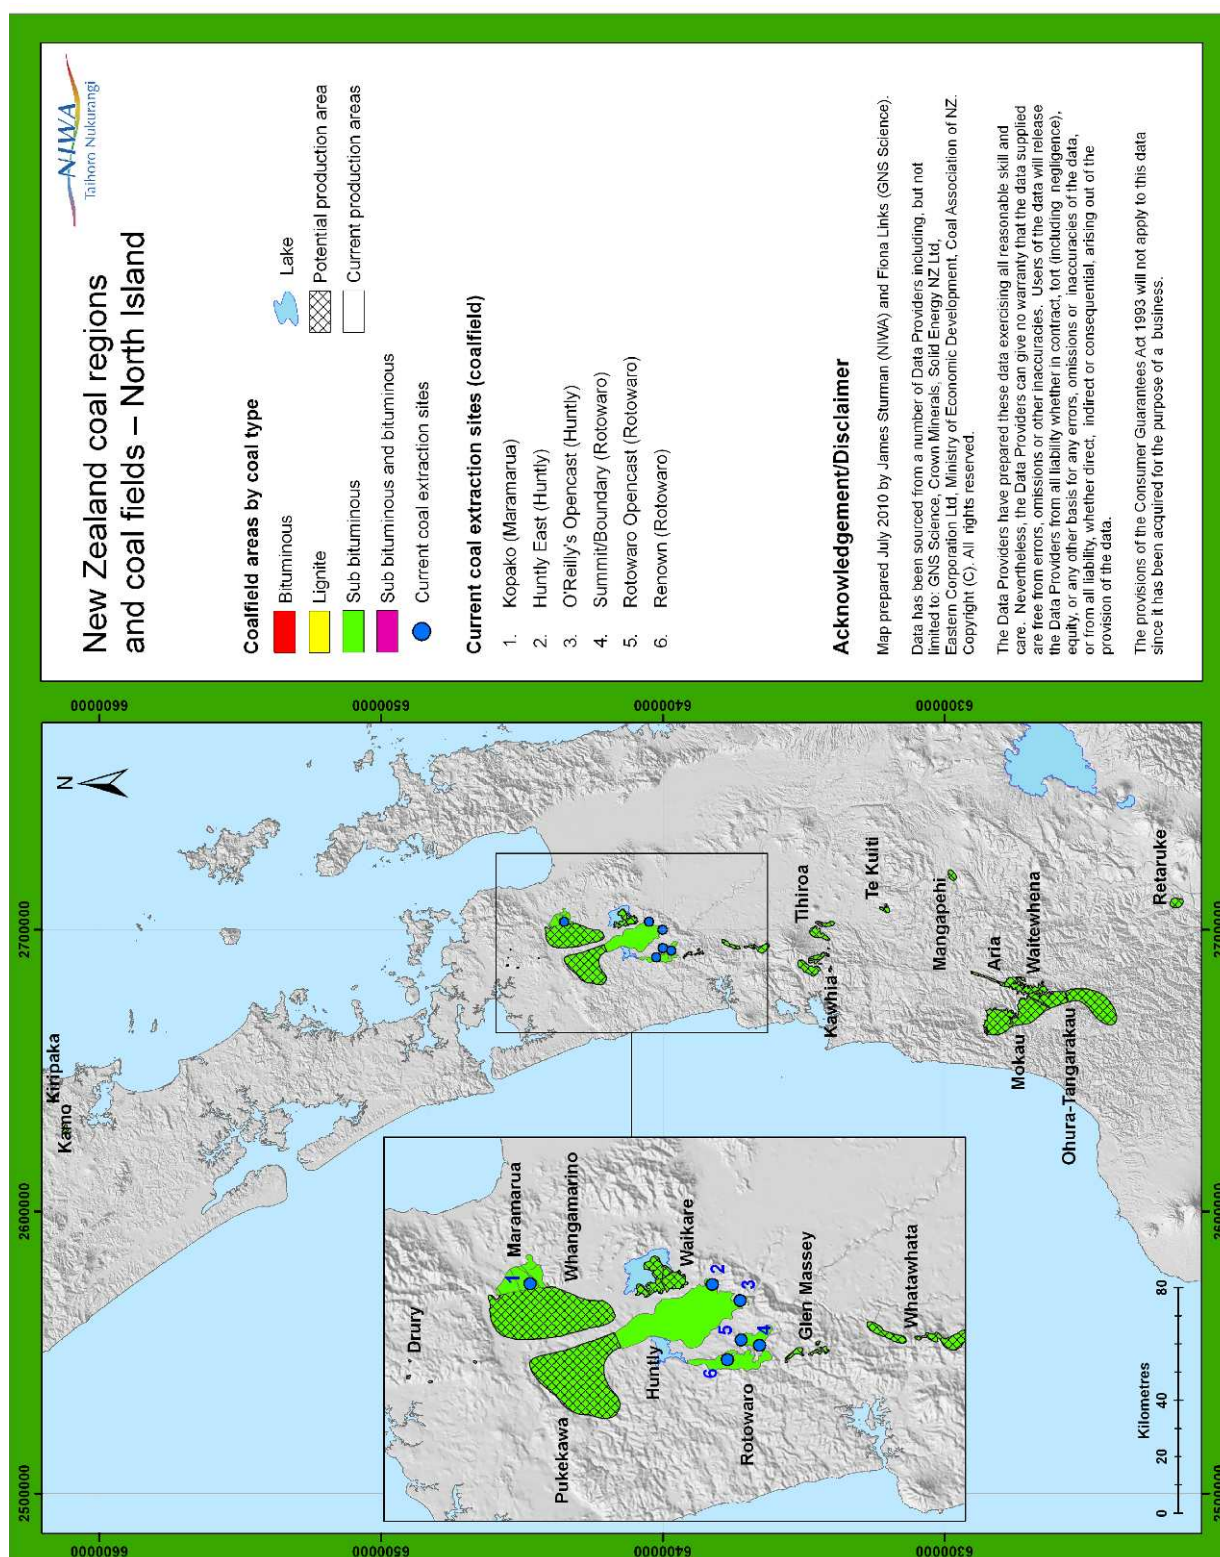 New Zealand coal regions
and coal fields – North Island
NIWA
Taihoro Nukurangi
Coalfield areas by coal type
Bituminous
Lignite
Sub bituminous
Sub bituminous and bituminous
Current coal extraction sites
Lake
Potential production area
Current production areas
Current coal extraction sites (coalfield)
1. Kopako (Maramarua)
2. Huntly East (Huntly)
3. O'Reilly's Opencast (Huntly)
4. Summit/Boundary (Rotowaro)
5. Rotowaro Opencast (Rotowaro)
6. Renown (Rotowaro)
Acknowledgement/Disclaimer
Map prepared July 2010 by James Sturman (NIWA) and Fiona Links (GNS Science).
Data has been sourced from a number of Data Providers including, but not
limited to: GNS Science, Crown Minerals, Solid Energy NZ Ltd,
Eastern Corporation Ltd, Ministry of Economic Development, Coal Association of NZ.
Copyright (C). All rights reserved.
The Data Providers have prepared these data exercising all reasonable skill and
care. Nevertheless, the Data Providers can give no warranty that the data supplied
are free from errors, omissions or other inaccuracies. Users of the data will release
the Data Providers from all liability whether in contract, tort (including negligence),
equity, or any other basis for any errors, omissions or inaccuracies of the data,
or from all liability, whether direct, indirect or consequential, arising out of the
provision of the data.
The provisions of the Consumer Guarantees Act 1993 will not apply to this data
since it has been acquired for the purpose of a business.
2500000
2600000
2700000
2500000
2600000
2700000
6600000
6500000
6400000
6300000
6600000
6500000
6400000
6300000
N
Kamo
Kiripaka
Tihiroa
Kawhia
Te Kuiti
Mangapehi
Aria
Waitewhena
Mokau
Ohura-Tangarakau
Retaruke
Drury
Maramarua
1
Whangamarino
Pukekawa
Waikare
Huntly
2
3
5
4
6
Rotowaro
Glen Massey
Whatawhata
Kilometres
0 20 40 80